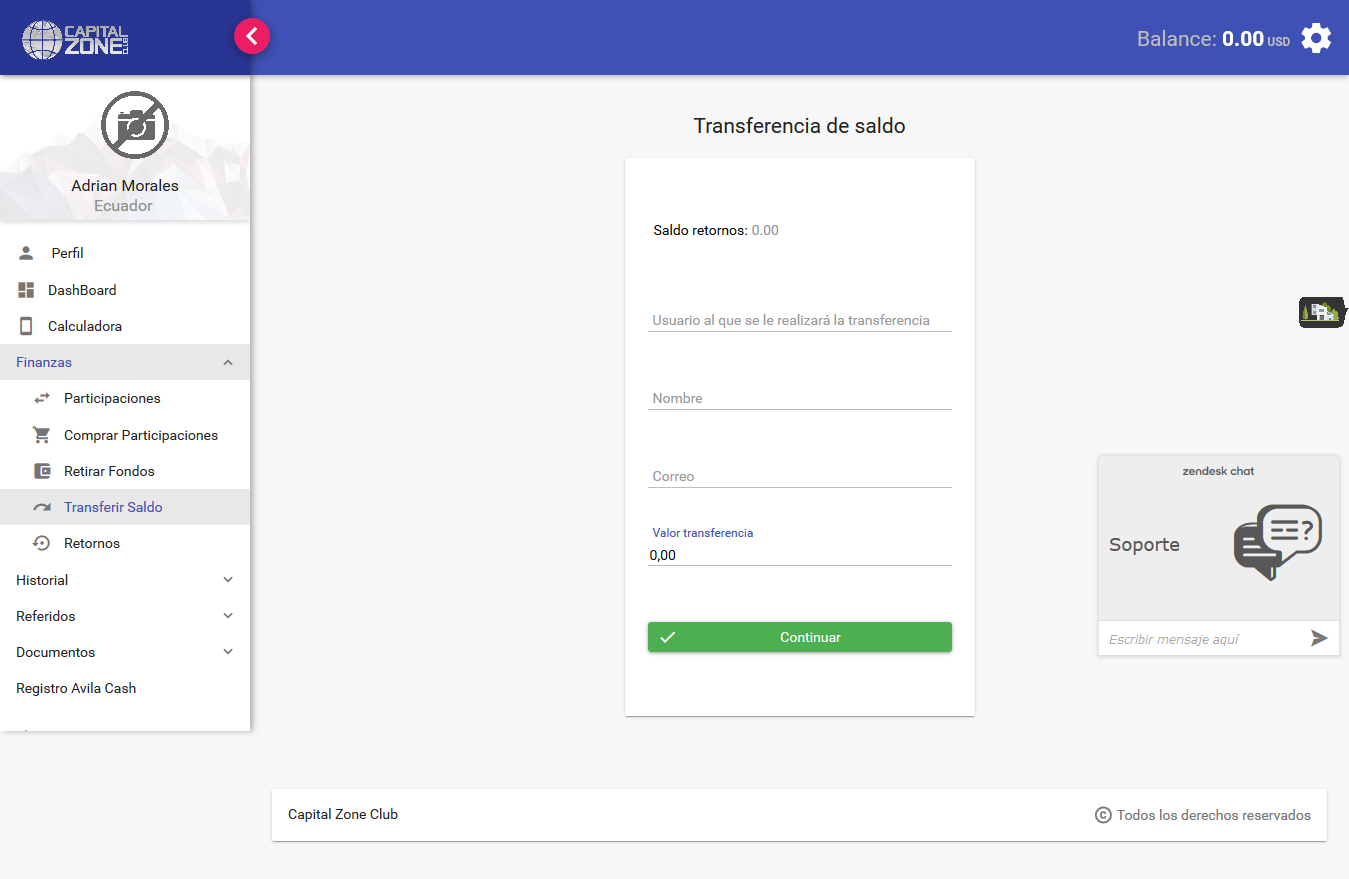 CAPITAL
ZONE CLUB
Balance: 0.00 USD
Adrian Morales
Ecuador
Perfil
DashBoard
Calculadora
Finanzas
Participaciones
Comprar Participaciones
Retirar Fondos
Transferir Saldo
Retornos
Historial
Referidos
Documentos
Registro Avila Cash
Transferencia de saldo
Saldo retornos: 0.00
Usuario al que se le realizará la transferencia
Nombre
Correo
Valor transferencia
0,00
Continuar
zendesk chat
Soporte
?
Escribir mensaje aquí
Capital Zone Club
© Todos los derechos reservados